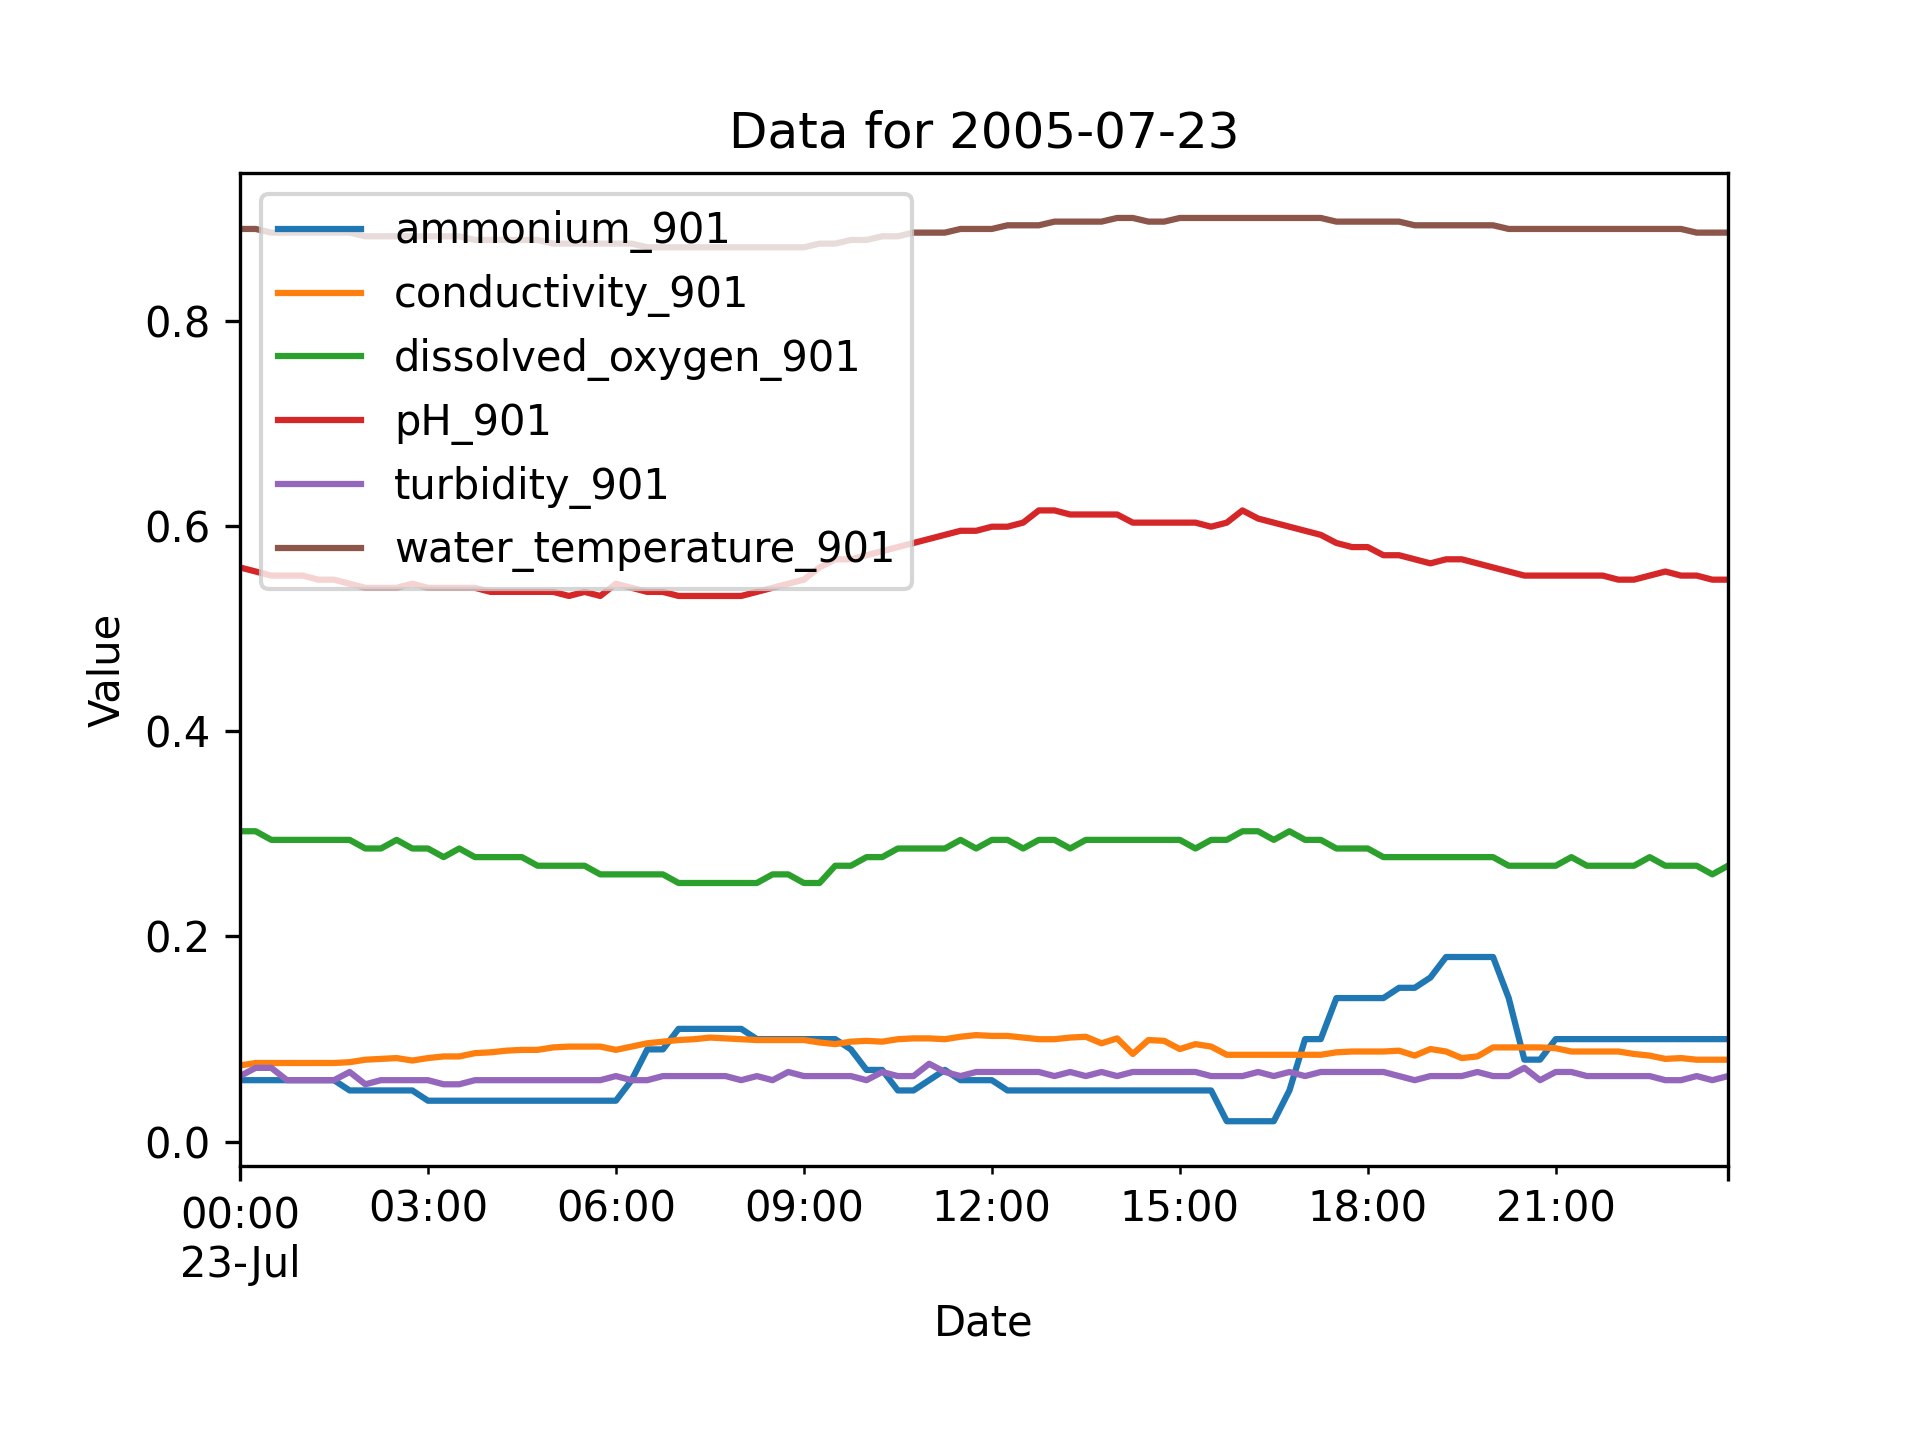 Data for 2005-07-23
ammonium_901
conductivity_901
dissolved_oxygen_901
pH_901
turbidity_901
water_temperature_901
0.8
0.6
0.4
0.2
0.0
Value
00:00 03:00 06:00 09:00 12:00 15:00 18:00 21:00
23-Jul
Date